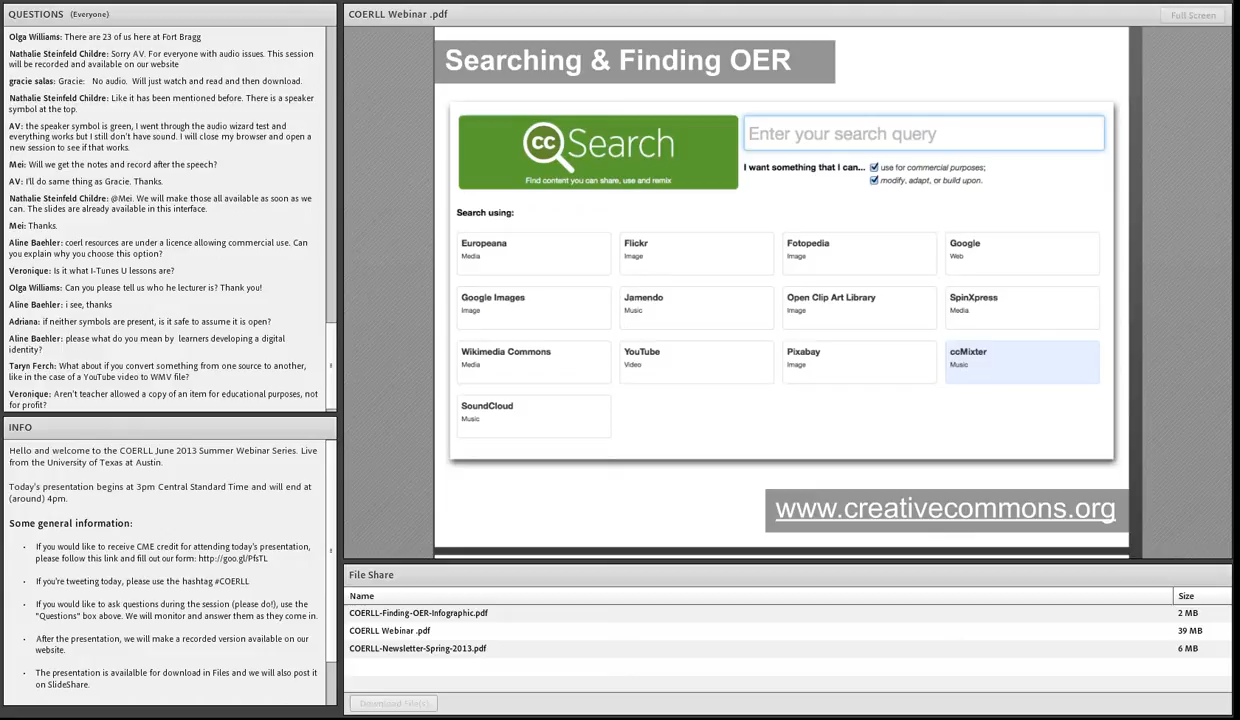 QUESTIONS (Everyone)
Olga Williams: There are 23 of us here at Fort Bragg
Nathalie Steinfeld Childre: Sorry AV. For everyone with audio issues. This session
will be recorded and available on our website
gracie salas: Gracie: No audio. Will just watch and read and then download.
Nathalie Steinfeld Childre: Like it has been mentioned before. There is a speaker
symbol at the top.
AV: the speaker symbol is green, I went through the audio wizard test and
everything works but I still don't have sound. I will close my browser and open a
new session to see if that works.
Mei: Will we get the notes and record after the speech?
AV: I'll do same thing as Gracie. Thanks.
Nathalie Steinfeld Childre: @Mei. We will make those all available as soon as we
can. The slides are already available in this interface.
Mei: Thanks.
Aline Baehler: coerl resources are under a licence allowing commercial use. Can
you explain why you choose this option?
Veronique: Is it what I-Tunes U lessons are?
Olga Williams: Can you please tell us who he lecturer is? Thank you!
Aline Baehler: i see, thanks
Adriana: if neither symbols are present, is it safe to assume it is open?
Aline Baehler: please what do you mean by learners developing a digital
identity?
Taryn Ferch: What about if you convert something from one source to another,
like in the case of a YouTube video to WMV file?
Veronique: Aren't teacher allowed a copy of an item for educational purposes, not
for profit?
INFO
Hello and welcome to the COERLL June 2013 Summer Webinar Series. Live
from the University of Texas at Austin.
Today's presentation begins at 3pm Central Standard Time and will end at
(around) 4pm.
Some general information:
• If you would like to receive CME credit for attending today's presentation,
please follow this link and fill out our form: http://goo.gl/PfsTL
• If you're tweeting today, please use the hashtag #COERLL
• If you would like to ask questions during the session (please do!), use the
"Questions" box above. We will monitor and answer them as they come in.
• After the presentation, we will make a recorded version available on our
website.
• The presentation is availalble for download in Files and we will also post it
on SlideShare.
COERLL Webinar .pdf
Full Screen
Searching & Finding OER
cc Search
Find content you can share, use and remix
Enter your search query
I want something that I can... use for commercial purposes;
modify, adapt, or build upon.
Search using:
Europeana
Media
Flickr
Image
Fotopedia
Image
Google
Web
Google Images
Image
Jamendo
Music
Open Clip Art Library
Image
SpinXpress
Media
Wikimedia Commons
Media
YouTube
Video
Pixabay
Image
ccMixter
Music
SoundCloud
Music
www.creativecommons.org
File Share
Name Size
COERLL-Finding-OER-Infographic.pdf 2 MB
COERLL Webinar .pdf 39 MB
COERLL-Newsletter-Spring-2013.pdf 6 MB
Download File(s)